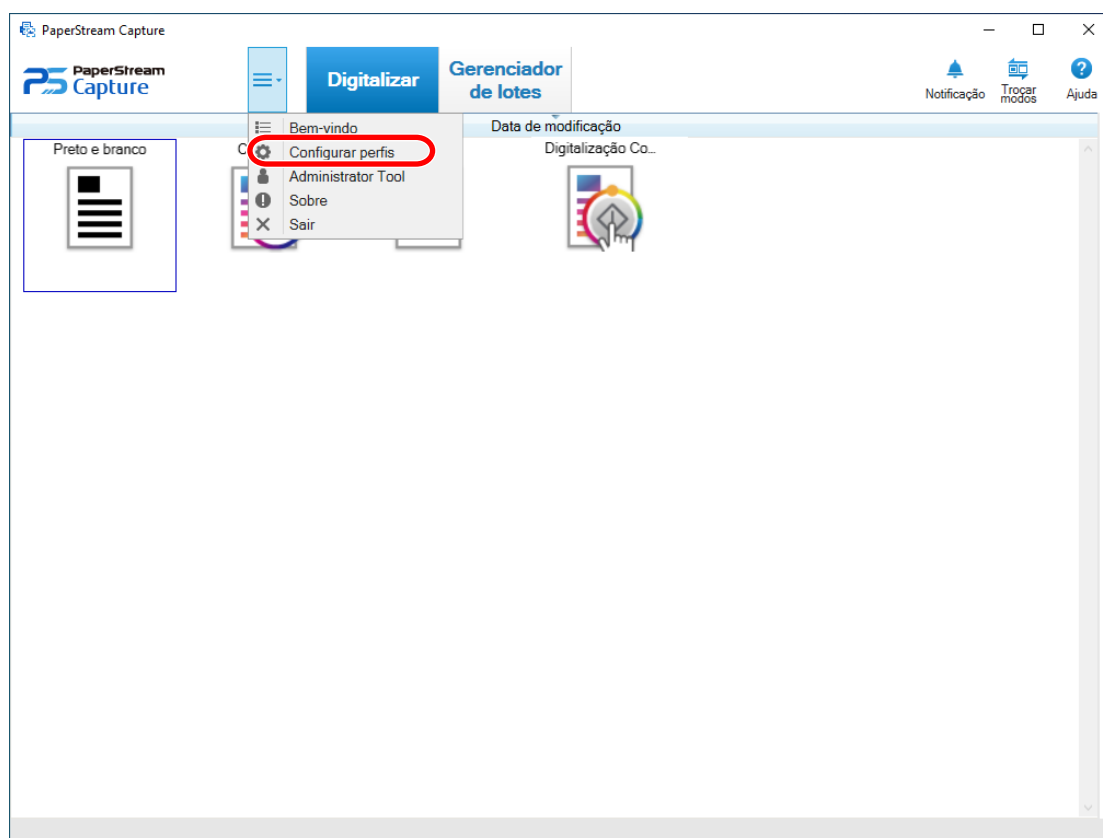 PaperStream Capture
PaperStream
Capture
Digitalizar
Gerenciador
de lotes
Notificação
Trocar
modos
Ajuda
Data de modificação
Bem-vindo
Configurar perfis
Administrator Tool
Sobre
Sair
Preto e branco
C
Digitalização Co...